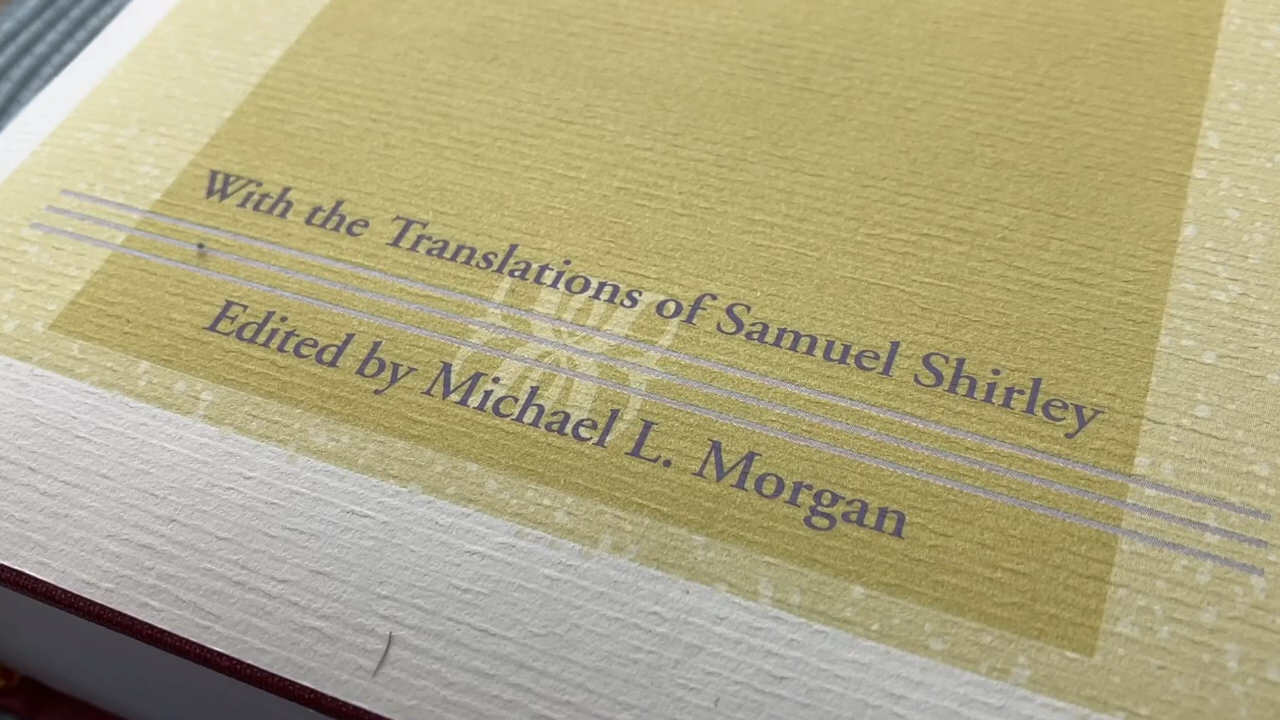 With the Translations of Samuel Shirley
Edited by Michael L. Morgan